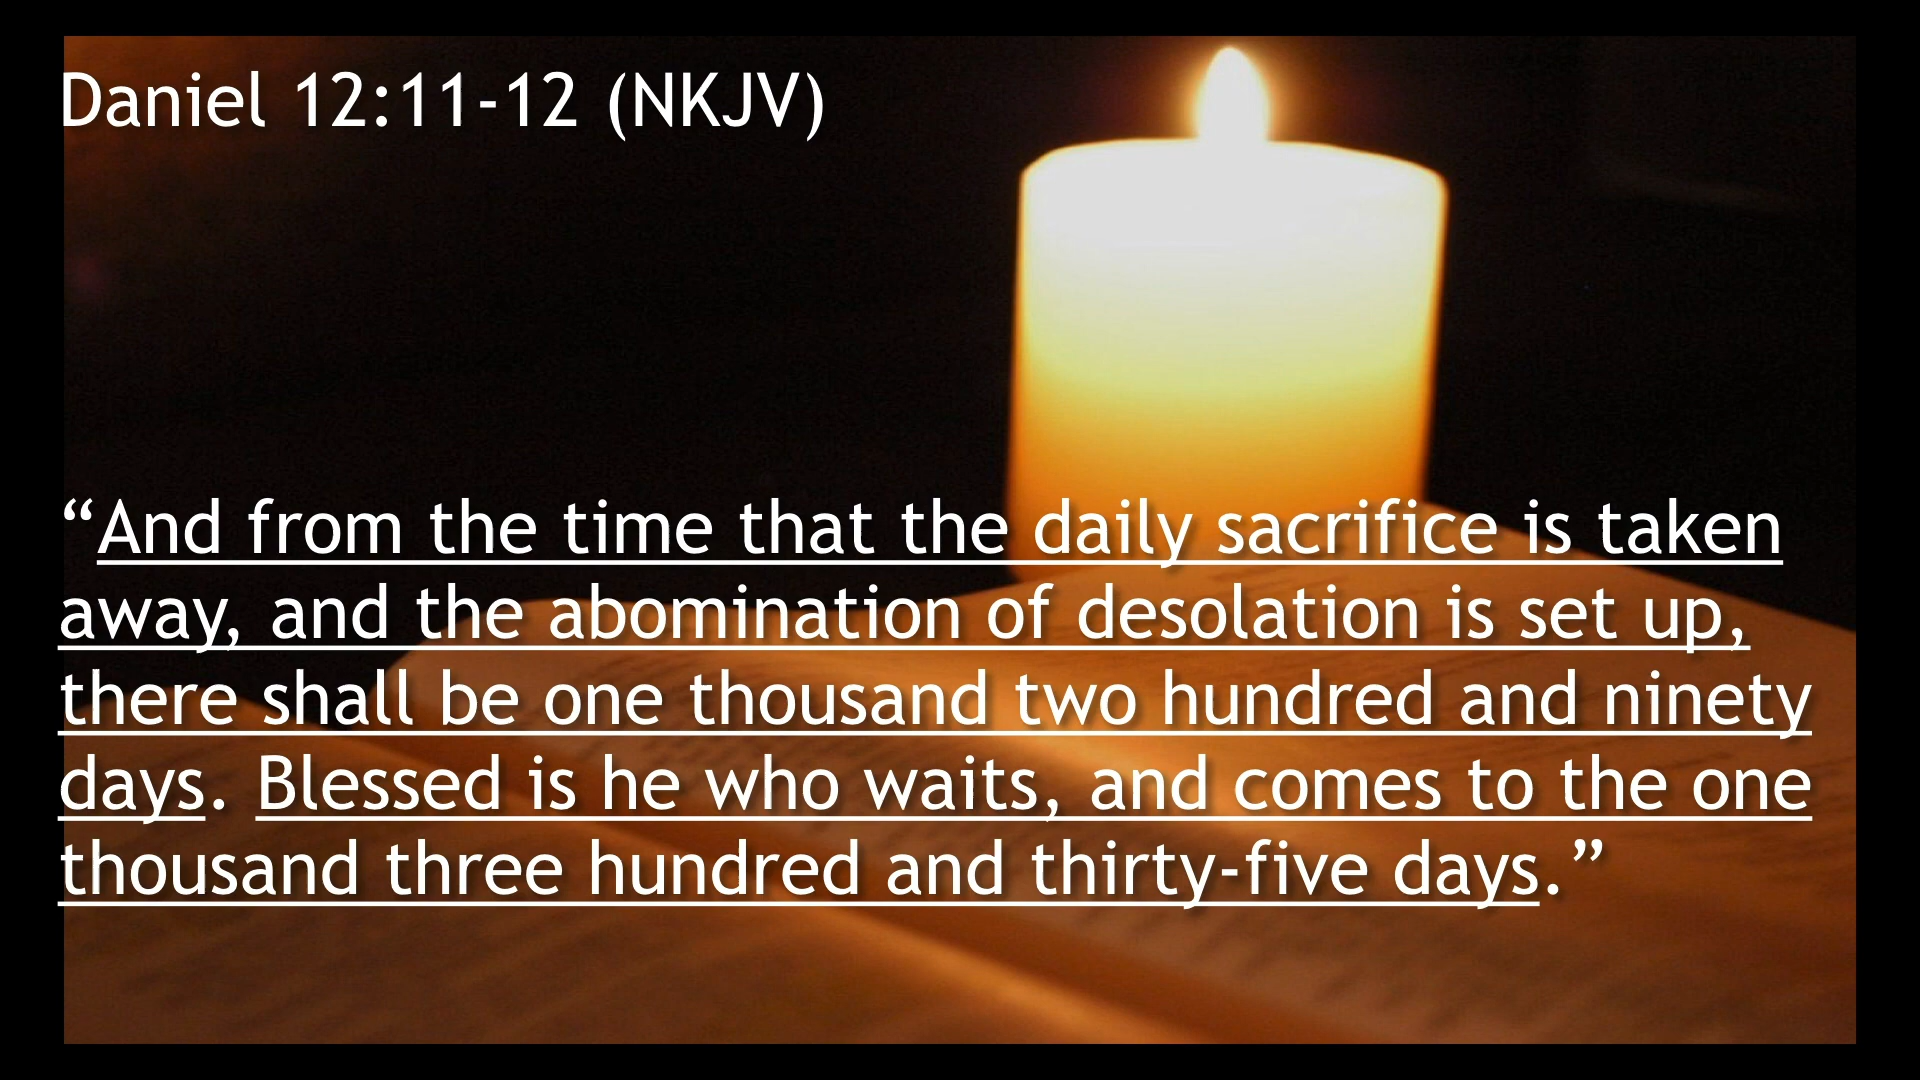 Daniel 12:11-12 (NKJV)
“And from the time that the daily sacrifice is taken
away, and the abomination of desolation is set up,
there shall be one thousand two hundred and ninety
days. Blessed is he who waits, and comes to the one
thousand three hundred and thirty-five days.”